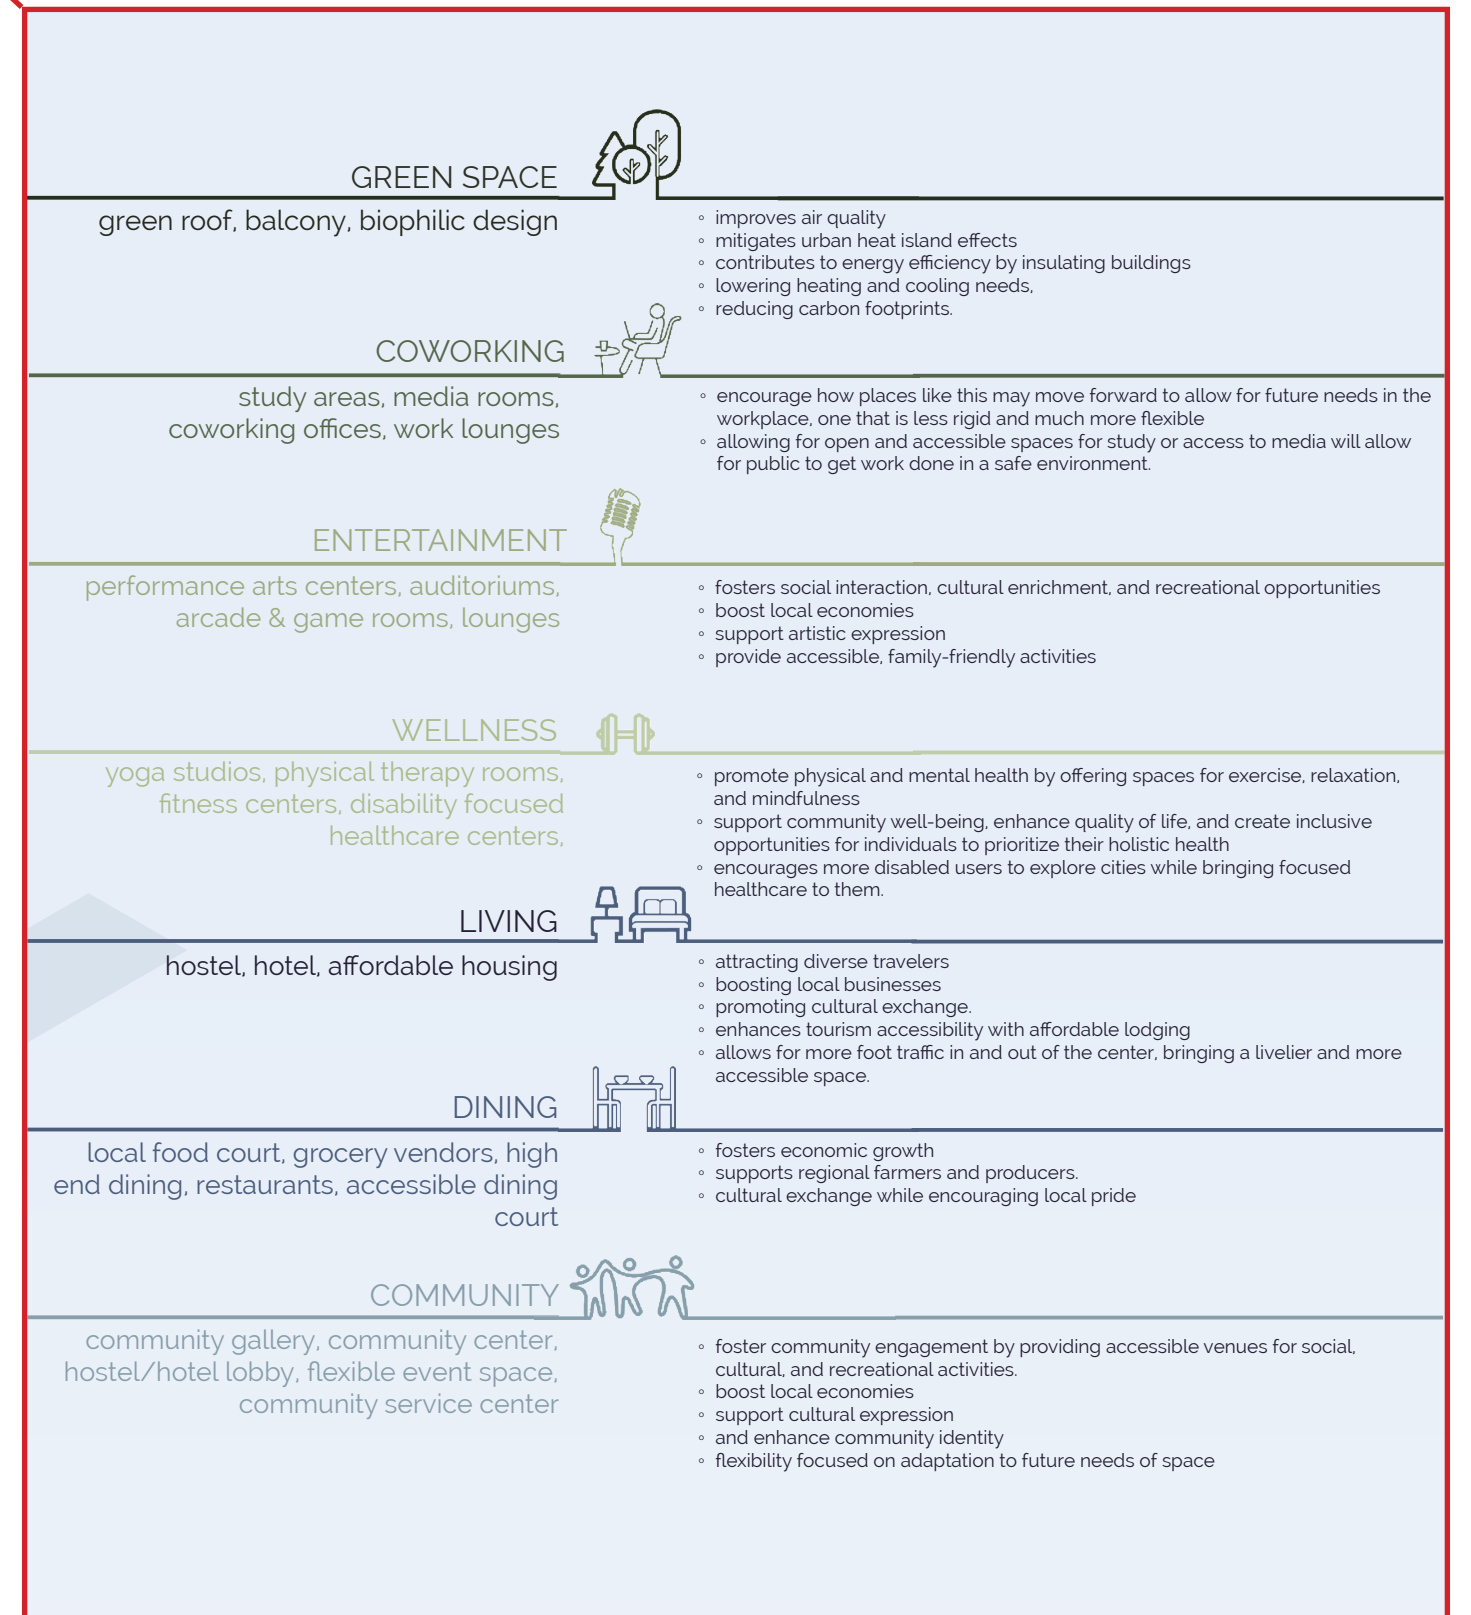 GREEN SPACE
green roof, balcony, biophilic design
◦ improves air quality
◦ mitigates urban heat island effects
◦ contributes to energy efficiency by insulating buildings
◦ lowering heating and cooling needs,
◦ reducing carbon footprints.
COWORKING
study areas, media rooms,
coworking offices, work lounges
◦ encourage how places like this may move forward to allow for future needs in the
workplace, one that is less rigid and much more flexible
◦ allowing for open and accessible spaces for study or access to media will allow
for public to get work done in a safe environment.
ENTERTAINMENT
performance arts centers, auditoriums,
arcade & game rooms, lounges
◦ fosters social interaction, cultural enrichment, and recreational opportunities
◦ boost local economies
◦ support artistic expression
◦ provide accessible, family-friendly activities
WELLNESS
yoga studios, physical therapy rooms,
fitness centers, disability focused
healthcare centers,
◦ promote physical and mental health by offering spaces for exercise, relaxation,
and mindfulness
◦ support community well-being, enhance quality of life, and create inclusive
opportunities for individuals to prioritize their holistic health
◦ encourages more disabled users to explore cities while bringing focused
healthcare to them.
LIVING
hostel, hotel, affordable housing
◦ attracting diverse travelers
◦ boosting local businesses
◦ promoting cultural exchange.
◦ enhances tourism accessibility with affordable lodging
◦ allows for more foot traffic in and out of the center, bringing a livelier and more
accessible space.
DINING
local food court, grocery vendors, high
end dining, restaurants, accessible dining
court
◦ fosters economic growth
◦ supports regional farmers and producers.
◦ cultural exchange while encouraging local pride
COMMUNITY
community gallery, community center,
hostel/hotel lobby, flexible event space,
community service center
◦ foster community engagement by providing accessible venues for social,
cultural, and recreational activities.
◦ boost local economies
◦ support cultural expression
◦ and enhance community identity
◦ flexibility focused on adaptation to future needs of space